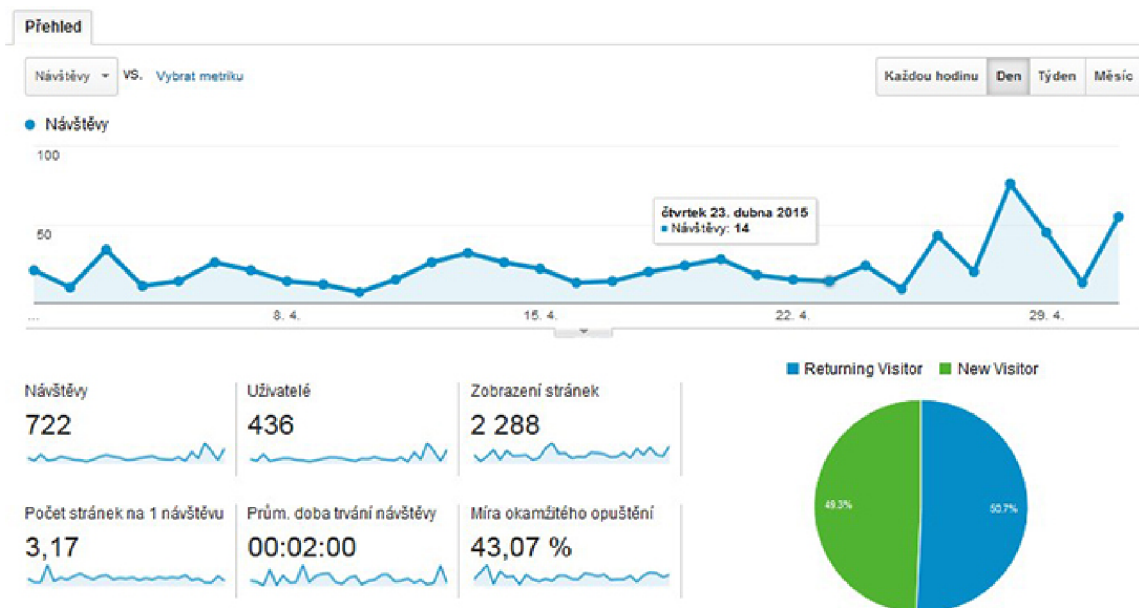 Přehled
Návštěvy vs. Vybrat metriku Každou hodinu Den Týden Měsíc
Návštěvy
100
50
čtvrtek 23. dubna 2015
Návštěvy: 14
... 8. 4. 15. 4. 22. 4. 29. 4.
Returning Visitor New Visitor
Návštěvy Uživatelé Zobrazení stránek
722 436 2 288
49.3% 50.7%
Počet stránek na 1 návštěvu Prům. doba trvání návštěvy Míra okamžitého opuštění
3,17 00:02:00 43,07 %